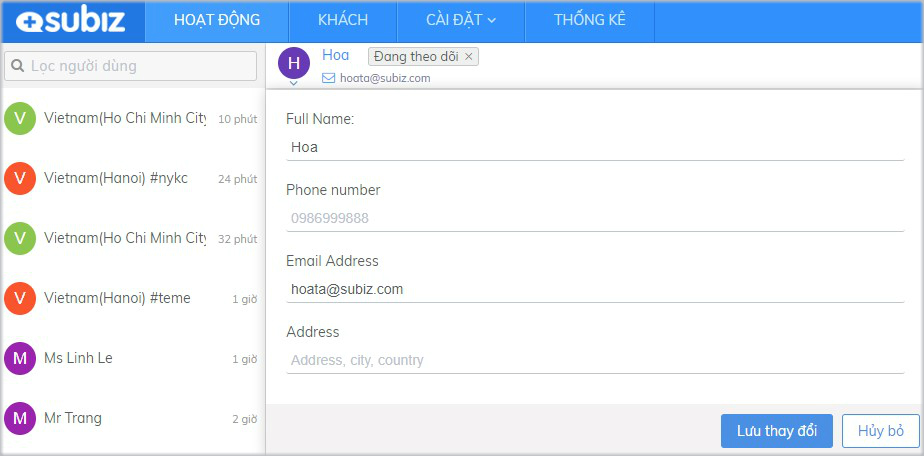 subiz HOẠT ĐỘNG KHÁCH CÀI ĐẶT THỐNG KÊ
Lọc người dùng
Vietnam(Ho Chi Minh City 10 phút
Vietnam(Hanoi) #nykc 24 phút
Vietnam(Ho Chi Minh City 32 phút
Vietnam(Hanoi) #teme 1 giờ
Ms Linh Le 1 giờ
Mr Trang 2 giờ
V
V
V
V
M
M
H
Hoa Đang theo dõi ×
hoata@subiz.com
Full Name:
Hoa
Phone number
0986999888
Email Address
hoata@subiz.com
Address
Address, city, country
Lưu thay đổi Hủy bỏ